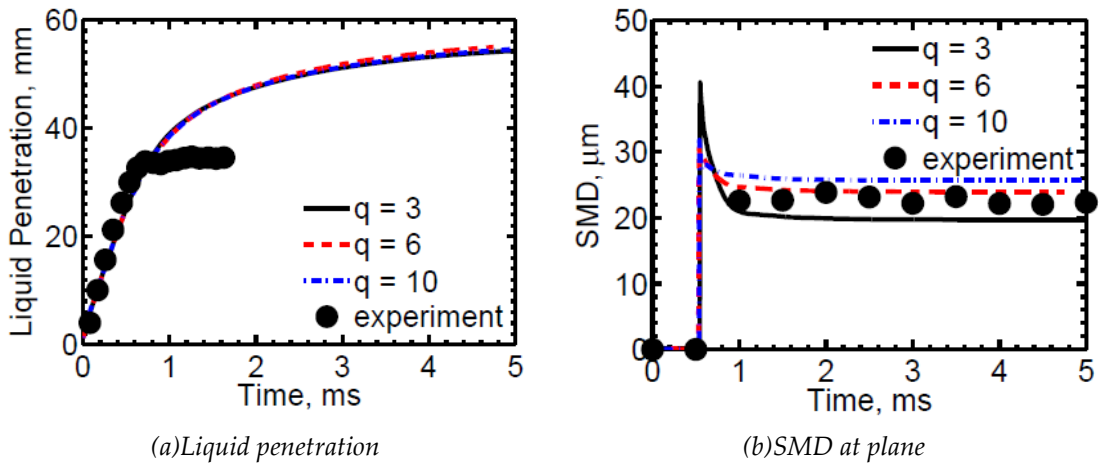 Liquid Penetration, mm
60
40
20
0
0 1 2 3 4 5
Time, ms
q = 3
q = 6
q = 10
experiment
(a)Liquid penetration
SMD, μm
50
40
30
20
10
0
0 1 2 3 4 5
Time, ms
q = 3
q = 6
q = 10
experiment
(b)SMD at plane